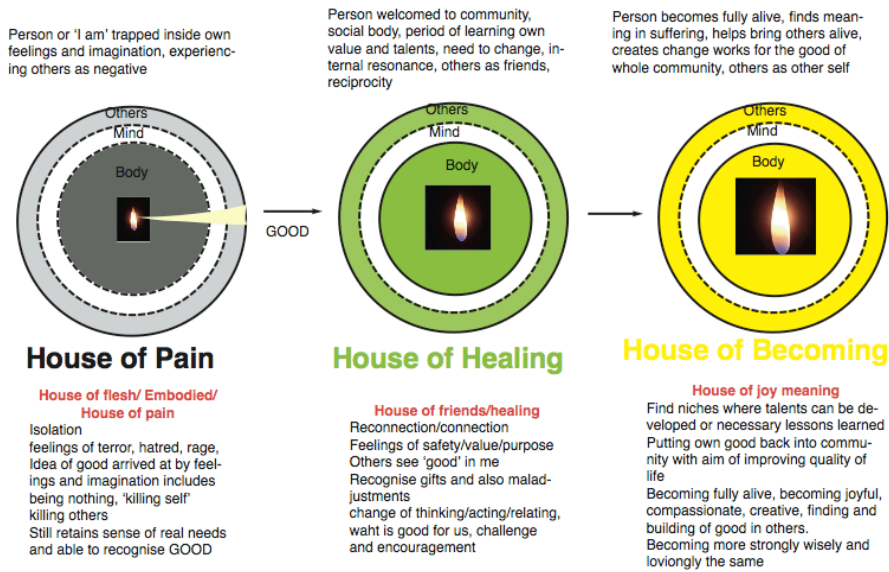 Person or 'I am' trapped inside own
feelings and imagination, experienc-
ing others as negative
Others
Mind
Body
GOOD
House of Pain
House of flesh/ Embodied/
House of pain
Isolation
feelings of terror, hatred, rage,
Idea of good arrived at by feel-
ings and imagination includes
being nothing, 'killing self'
killing others
Still retains sense of real needs
and able to recognise GOOD
Person welcomed to community,
social body, period of learning own
value and talents, need to change, in-
ternal resonance, others as friends,
reciprocity
Others
Mind
Body
House of Healing
House of friends/healing
Reconnection/connection
Feelings of safety/value/purpose
Others see 'good' in me
Recognise gifts and also malad-
justments
change of thinking/acting/relating,
waht is good for us, challenge
and encouragement
Person becomes fully alive, finds mean-
ing in suffering, helps bring others alive,
creates change works for the good of
whole community, others as other self
Others
Mind
Body
House of Becoming
House of joy meaning
Find niches where talents can be de-
veloped or necessary lessons learned
Putting own good back into commu-
nity with aim of improving quality of
life
Becoming fully alive, becoming joyful,
compassionate, creative, finding and
building of good in others.
Becoming more strongly wisely and
loviongly the same